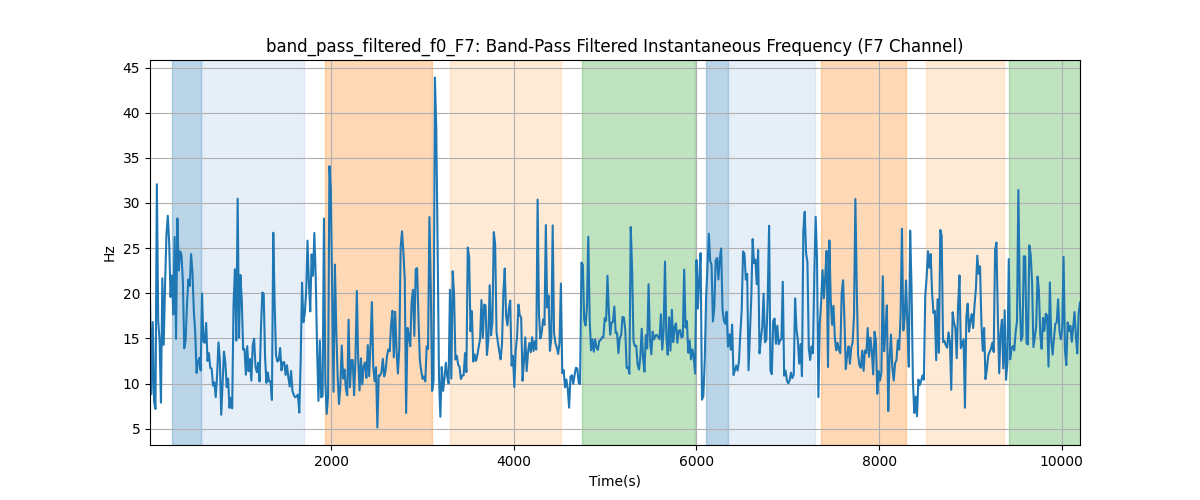 band_pass_filtered_f0_F7: Band-Pass Filtered Instantaneous Frequency (F7 Channel)
45
40
35
30
25
20
15
10
5
Hz
2000 4000 6000 8000 10000
Time(s)